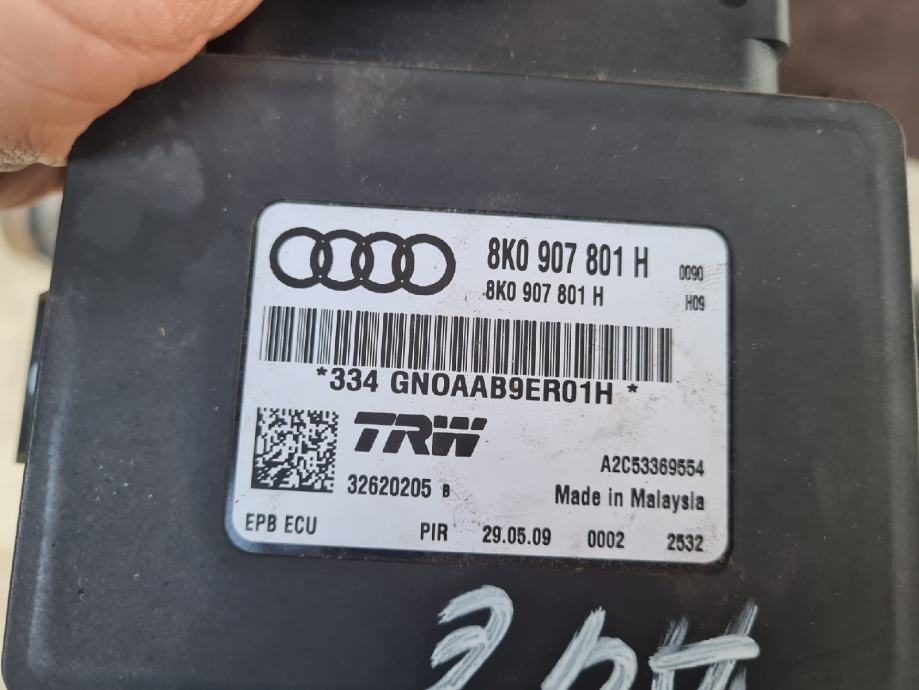 8K0 907 801 H 0090
8K0 907 801 H H09
*334 GN0AAB9ER01H *
TRW
A2C53369554
32620205 B
Made in Malaysia
EPB ECU PIR 29.05.09 0002 2532